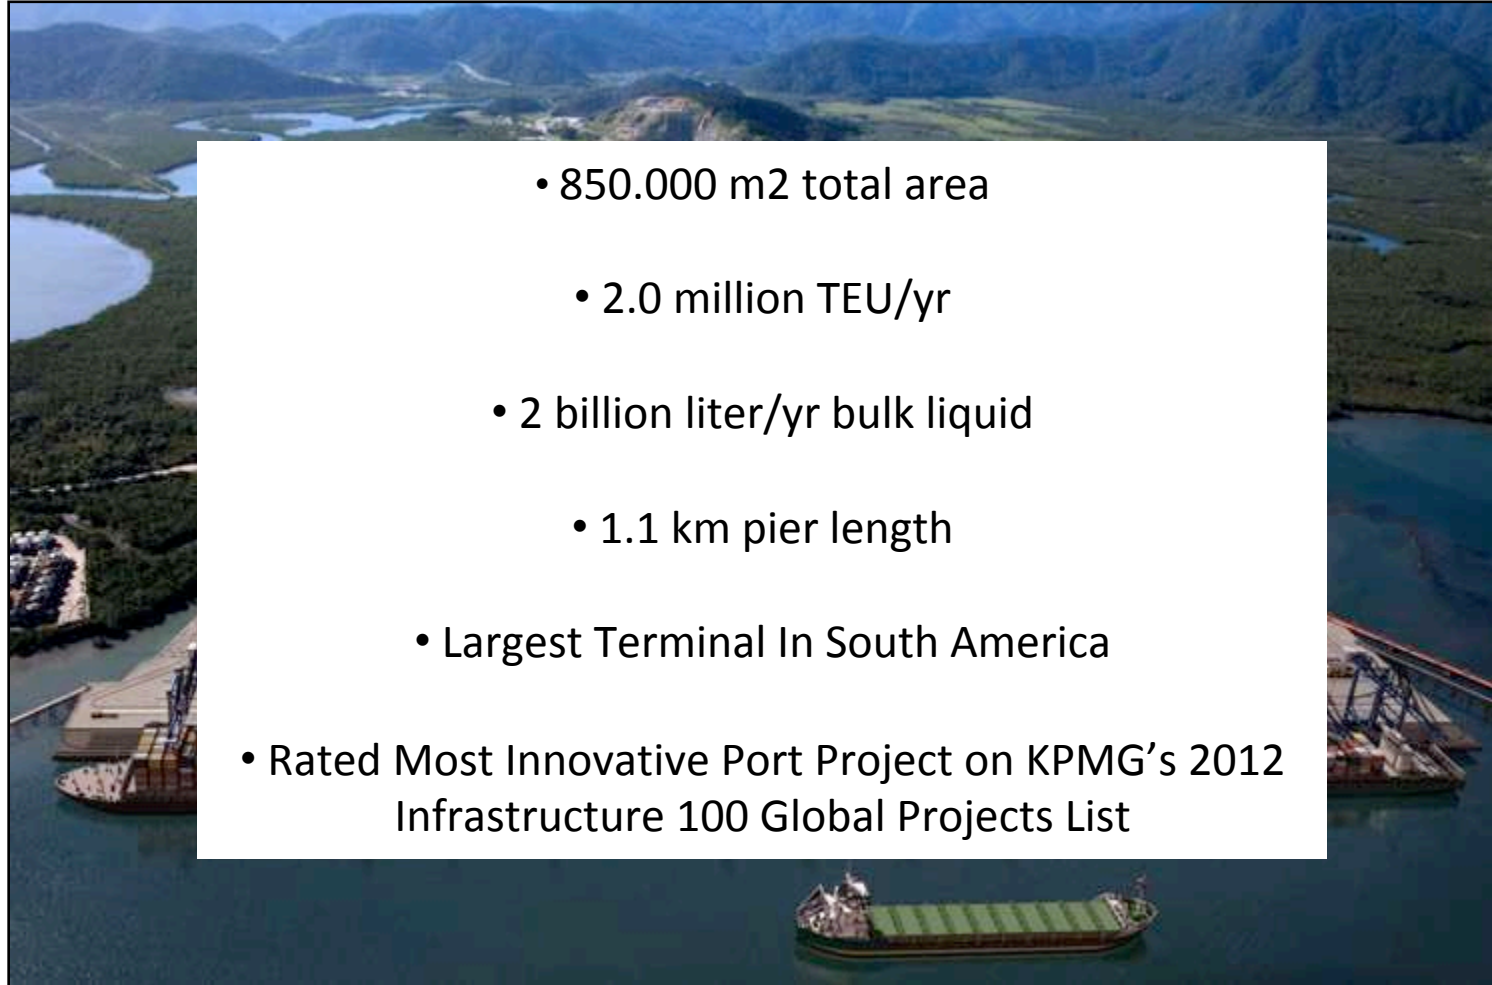 • 850.000 m2 total area
• 2.0 million TEU/yr
• 2 billion liter/yr bulk liquid
• 1.1 km pier length
• Largest Terminal In South America
• Rated Most Innovative Port Project on KPMG’s 2012
Infrastructure 100 Global Projects List